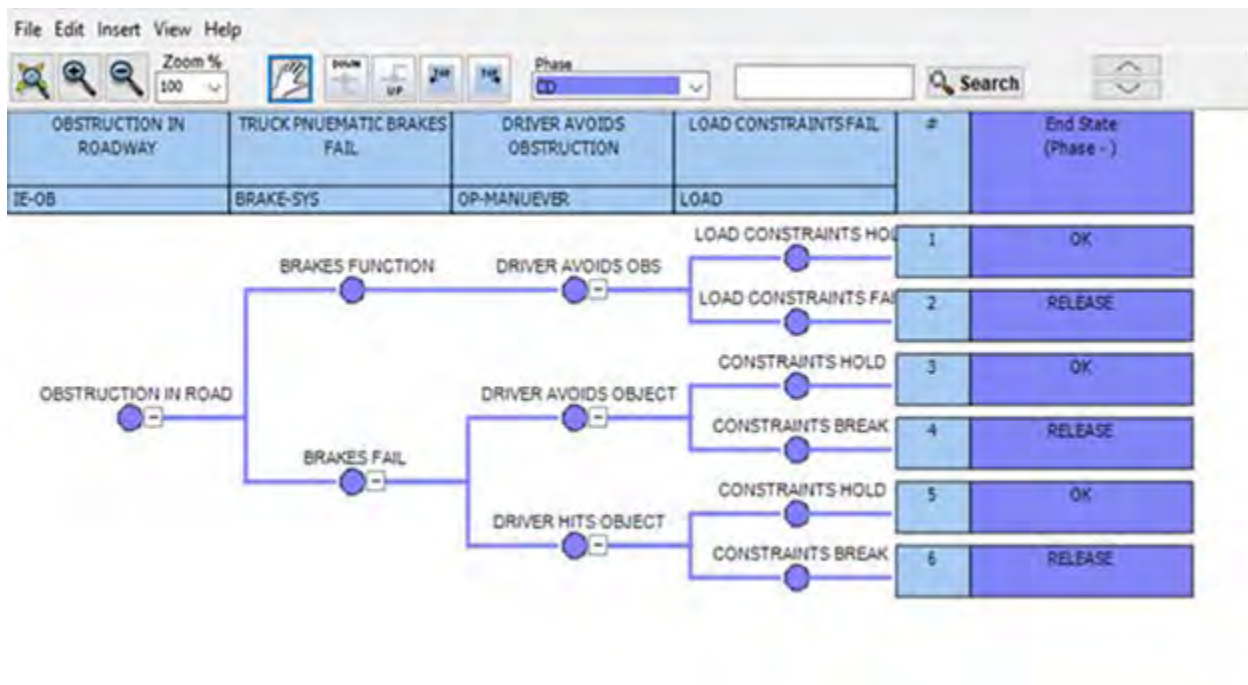 File Edit Insert View Help
Zoom %
100
DOWN
UP
TOP
Phase
CD
Search
OBSTRUCTION IN
ROADWAY
TRUCK PNUEMATIC BRAKES
FAIL
DRIVER AVOIDS
OBSTRUCTION
LOAD CONSTRAINTS FAIL
#
End State
(Phase - )
IE-OB
BRAKE-SYS
OP-MANUEVER
LOAD
LOAD CONSTRAINTS HOL
1
OK
BRAKES FUNCTION
DRIVER AVOIDS OBS
LOAD CONSTRAINTS FAI
2
RELEASE
CONSTRAINTS HOLD
3
OK
OBSTRUCTION IN ROAD
DRIVER AVOIDS OBJECT
CONSTRAINTS BREAK
4
RELEASE
BRAKES FAIL
CONSTRAINTS HOLD
5
OK
DRIVER HITS OBJECT
CONSTRAINTS BREAK
6
RELEASE